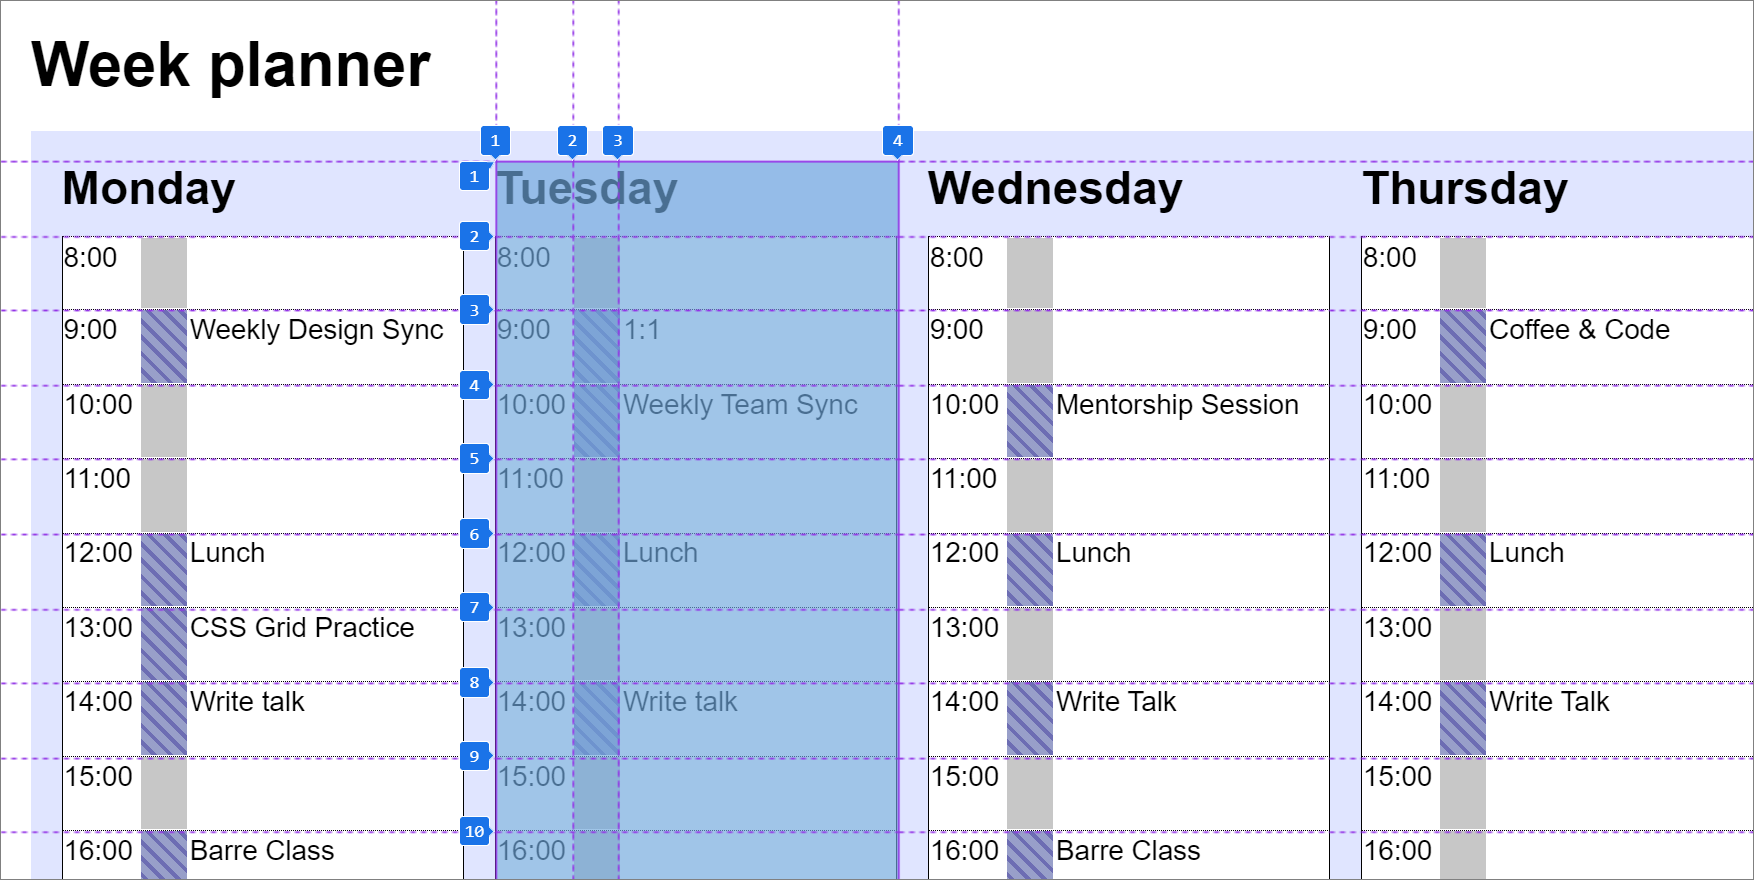 Week planner
1 2 3 4
1 Monday Tuesday Wednesday Thursday
2
8:00 8:00 8:00 8:00
3
9:00 Weekly Design Sync 9:00 1:1 9:00 9:00 Coffee & Code
4
10:00 10:00 Weekly Team Sync 10:00 Mentorship Session 10:00
5
11:00 11:00 11:00 11:00
6
12:00 Lunch 12:00 Lunch 12:00 Lunch 12:00 Lunch
7
13:00 CSS Grid Practice 13:00 13:00 13:00
8
14:00 Write talk 14:00 Write talk 14:00 Write Talk 14:00 Write Talk
9
15:00 15:00 15:00 15:00
10
16:00 Barre Class 16:00 16:00 Barre Class 16:00